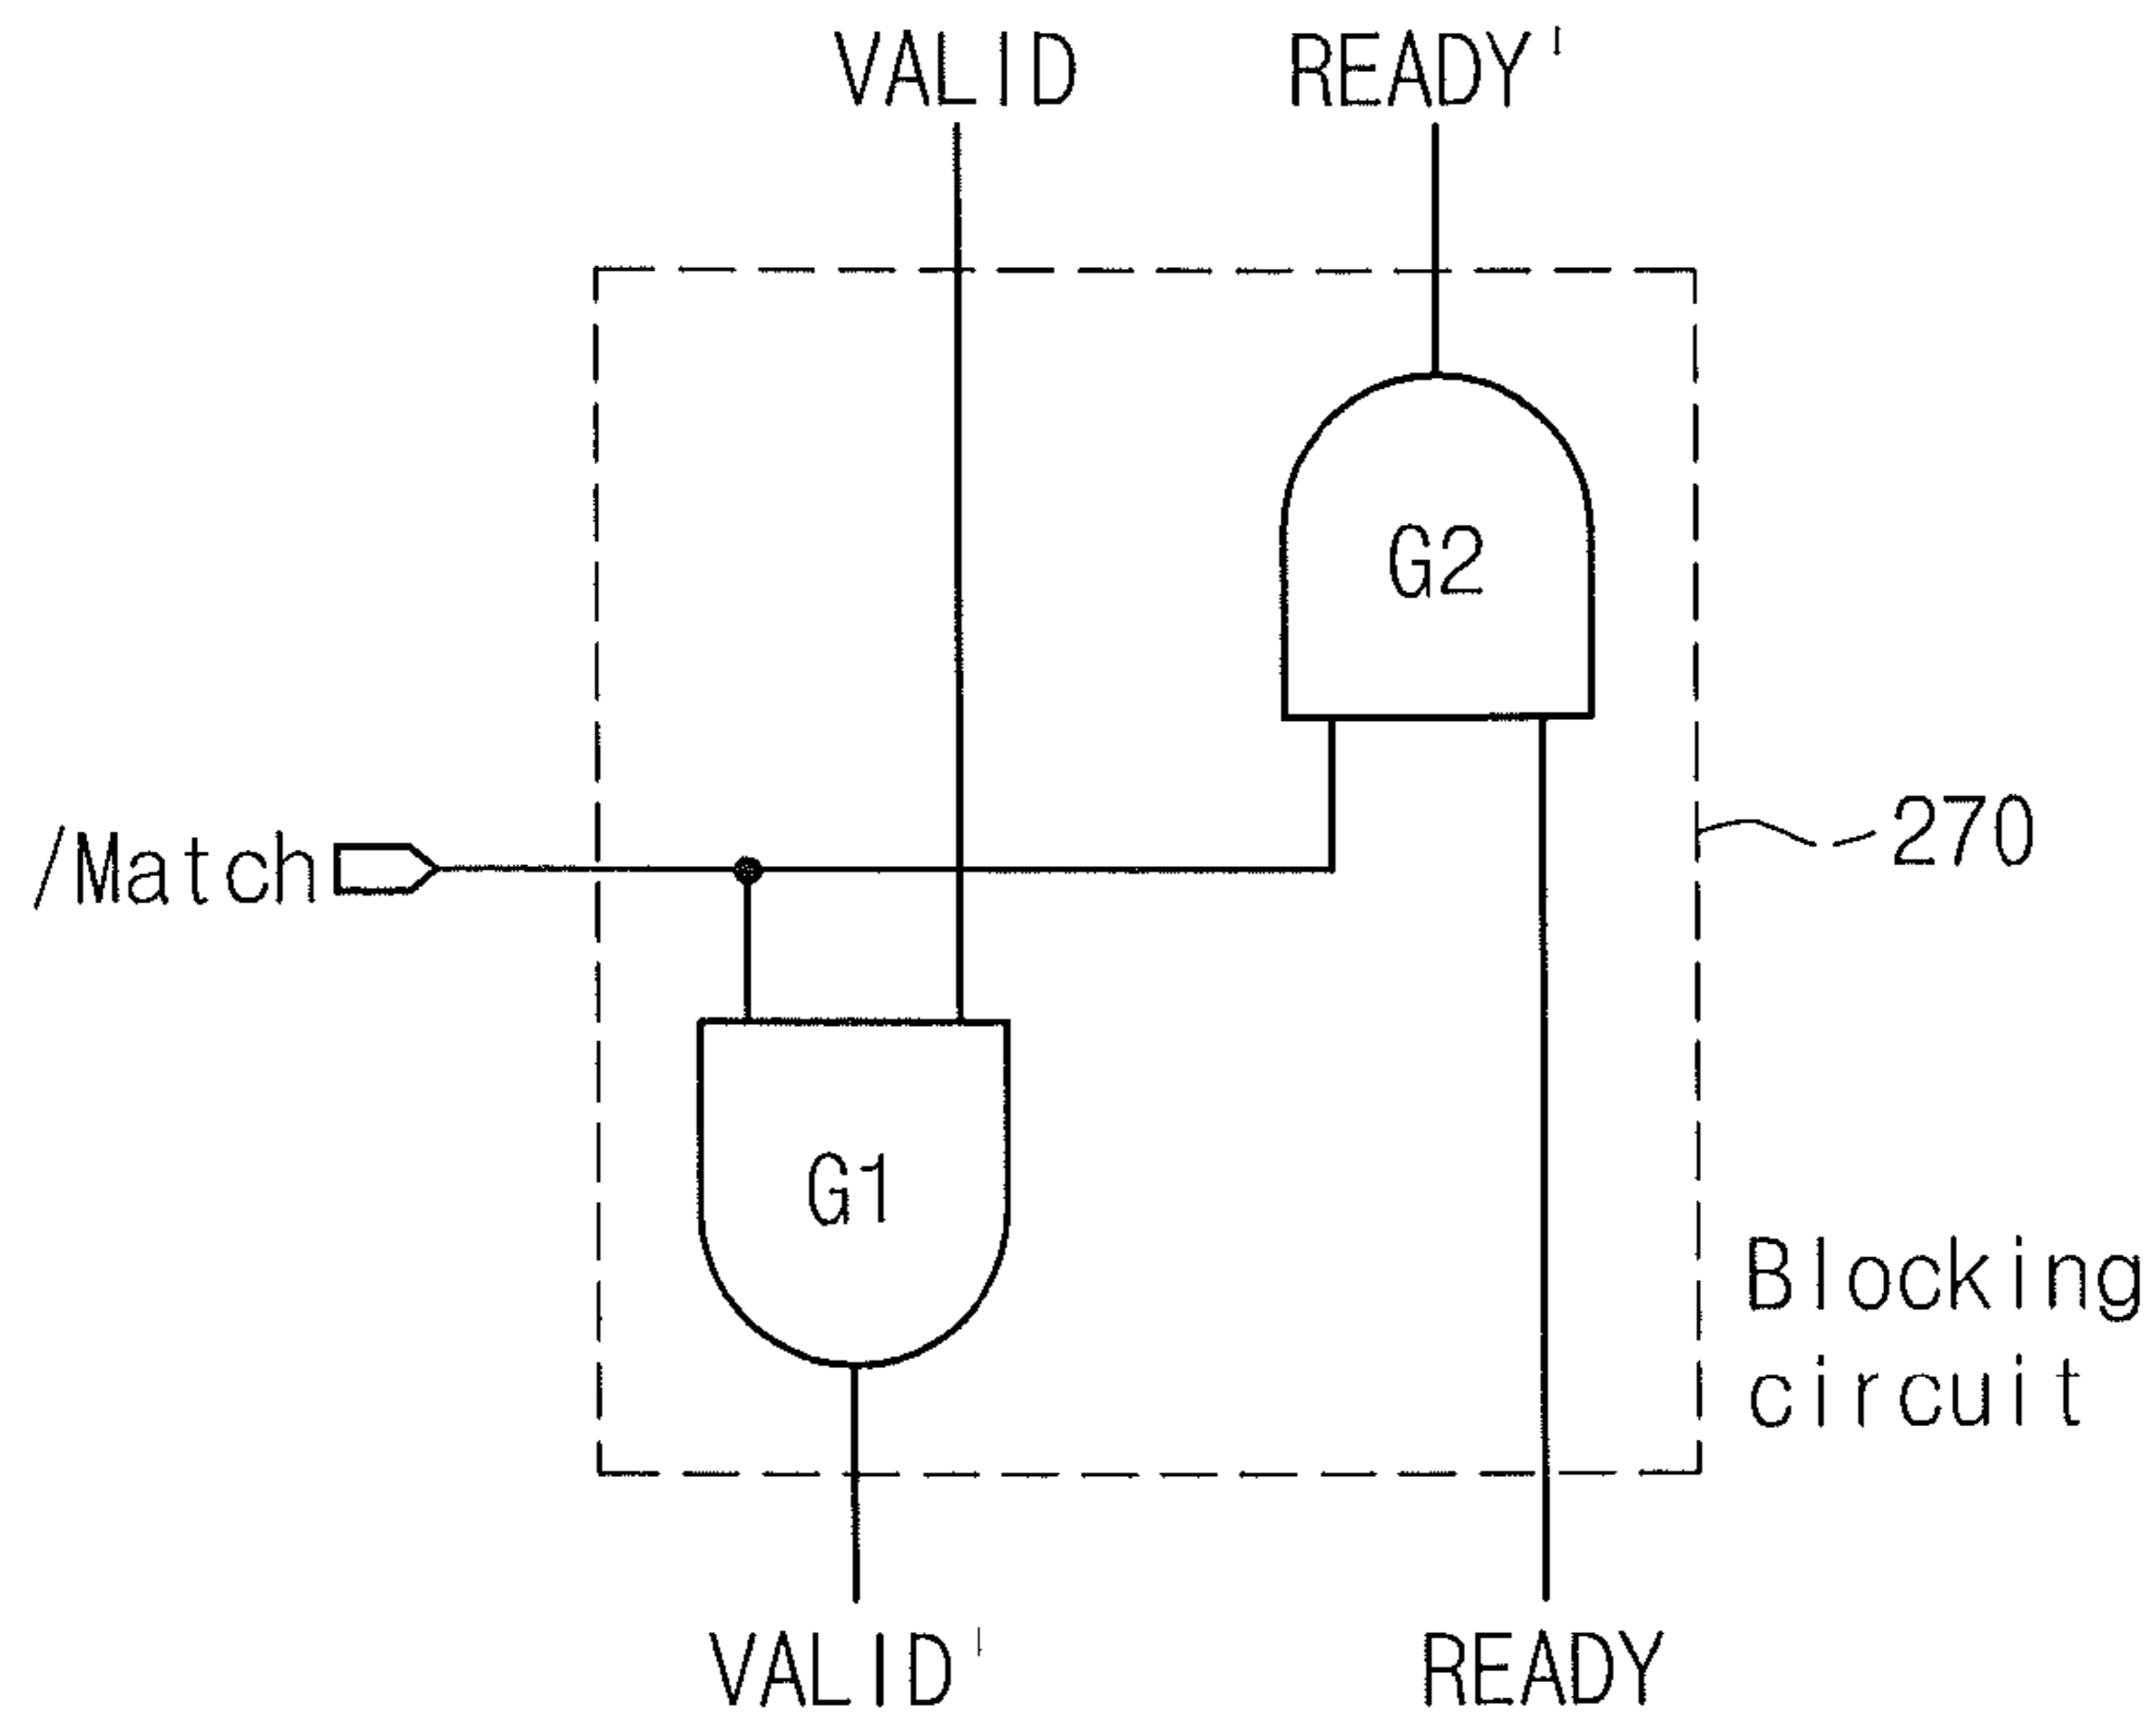 VALID
READY'
G2
/Match
270
G1
Blocking
circuit
VALID'
READY